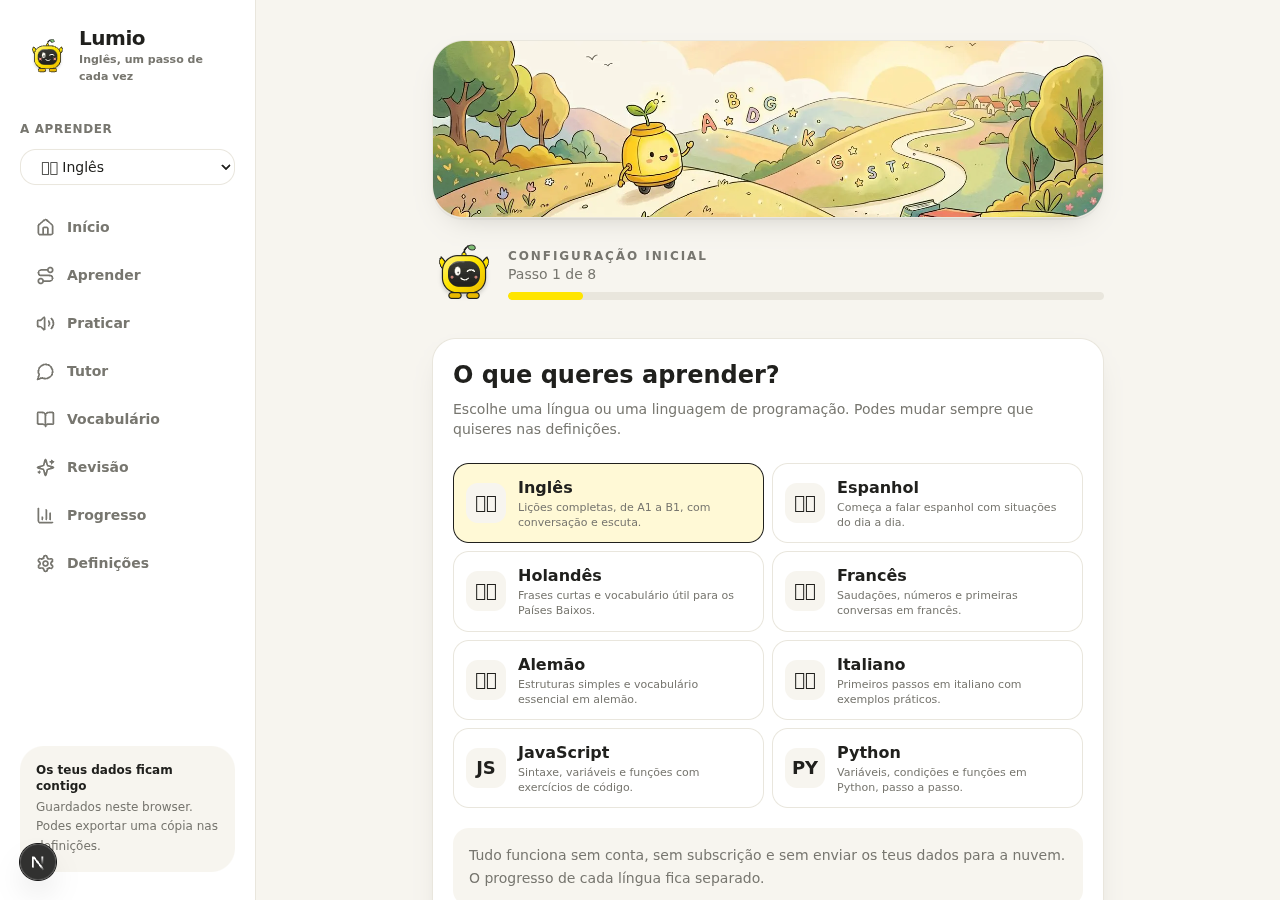 Lumio
Inglês, um passo de
cada vez
A APRENDER
Inglês
Início
Aprender
Praticar
Tutor
Vocabulário
Revisão
Progresso
Definições
Os teus dados ficam
contigo
Guardados neste browser.
Podes exportar uma cópia nas
definições.
N
A B D G K G S T
CONFIGURAÇÃO INICIAL
Passo 1 de 8
O que queres aprender?
Escolhe uma língua ou uma linguagem de programação. Podes mudar sempre que
quiseres nas definições.
Inglês
Lições completas, de A1 a B1, com
conversação e escuta.
Espanhol
Começa a falar espanhol com situações
do dia a dia.
Holandês
Frases curtas e vocabulário útil para os
Países Baixos.
Francês
Saudações, números e primeiras
conversas em francês.
Alemão
Estruturas simples e vocabulário
essencial em alemão.
Italiano
Primeiros passos em italiano com
exemplos práticos.
JS
JavaScript
Sintaxe, variáveis e funções com
exercícios de código.
PY
Python
Variáveis, condições e funções em
Python, passo a passo.
Tudo funciona sem conta, sem subscrição e sem enviar os teus dados para a nuvem.
O progresso de cada língua fica separado.